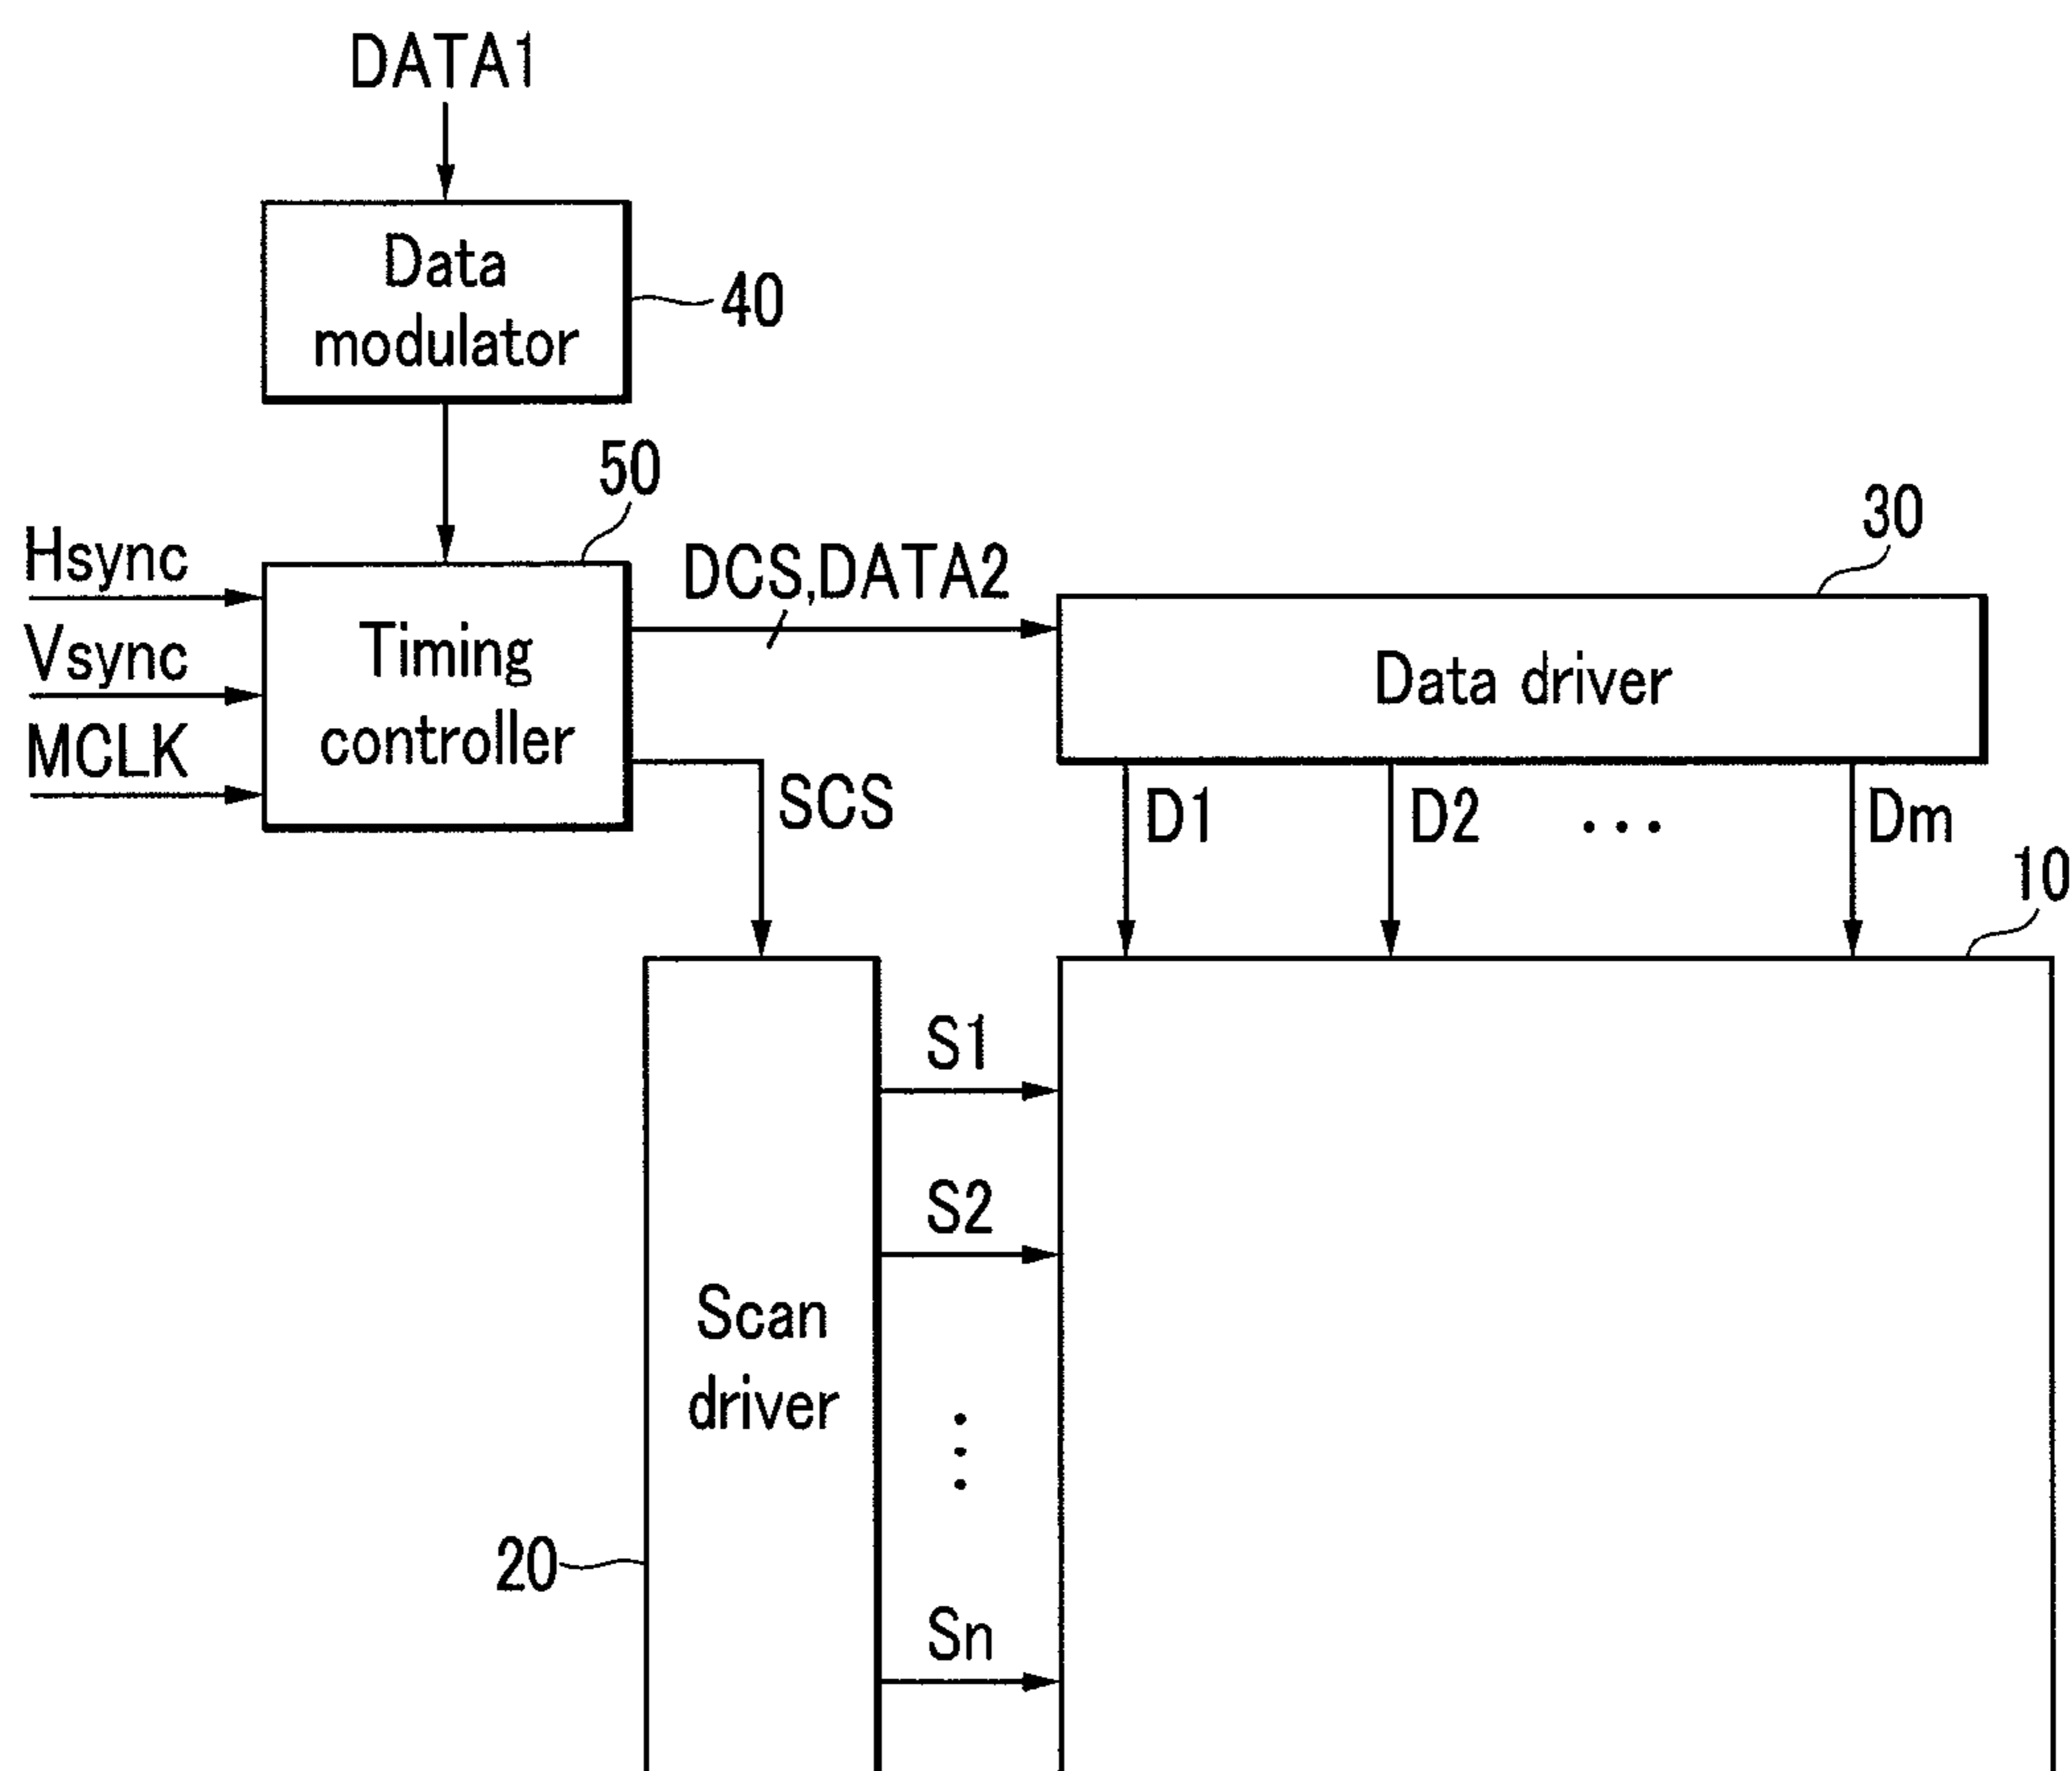 DATA1
Data
modulator
40
50
30
Hsync
Vsync
MCLK
Timing
controller
DCS,DATA2
Data driver
SCS
D1
D2
...
Dm
10
S1
S2
Scan
driver
20
Sn